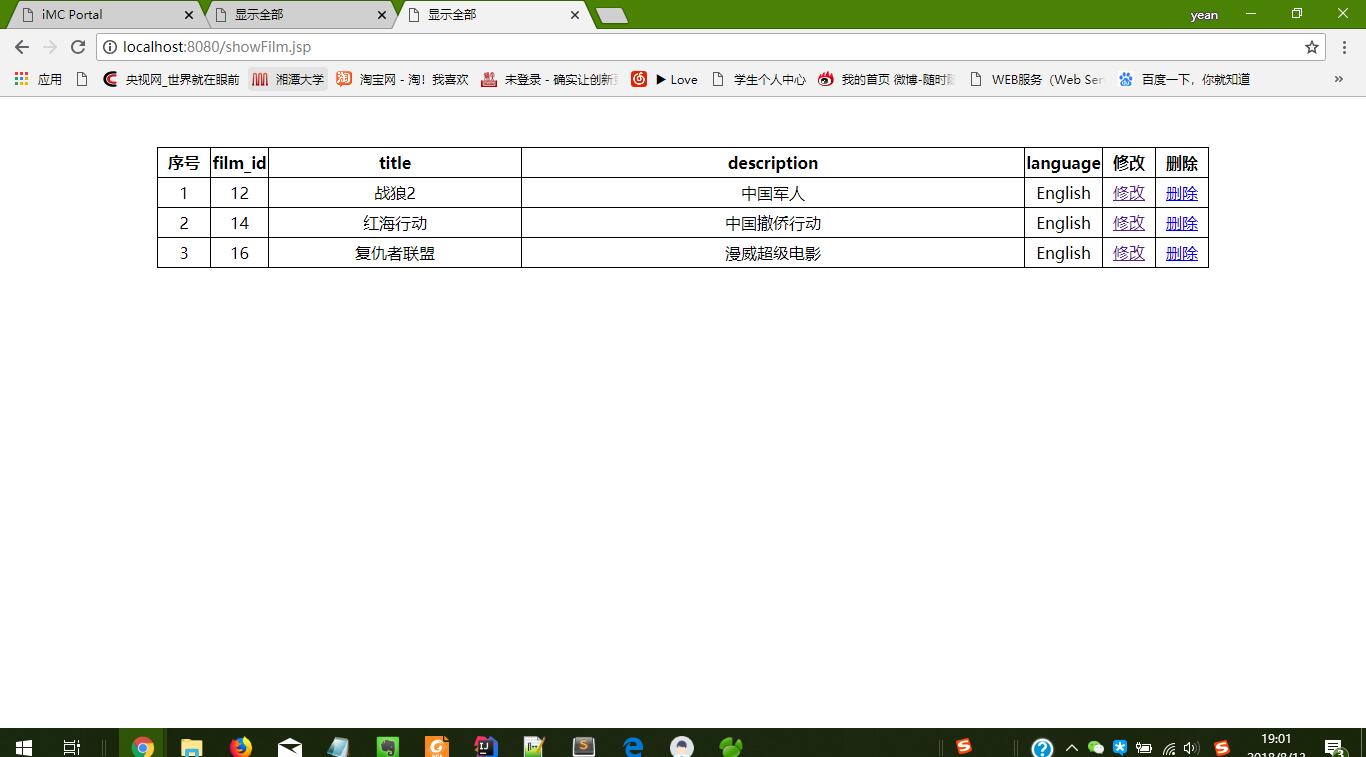 iMC Portal 显示全部 显示全部 yean
localhost:8080/showFilm.jsp
应用 央视网_世界就在眼前 湘潭大学 淘宝网 - 淘！我喜欢 未登录 - 确实让创新 ▶ Love 学生个人中心 我的首页 微博-随时 WEB服务（Web Ser 百度一下，你就知道 »
序号 film_id title description language 修改 删除
1 12 战狼2 中国军人 English 修改 删除
2 14 红海行动 中国撤侨行动 English 修改 删除
3 16 复仇者联盟 漫威超级电影 English 修改 删除
19:01